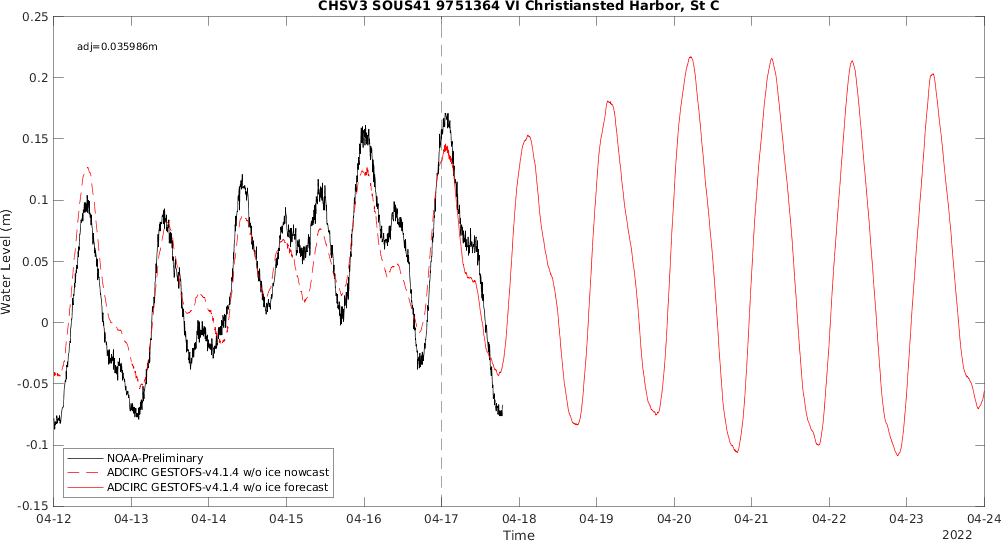 CHSV3 SOUS41 9751364 VI Christiansted Harbor, St C
adj=0.035986m
0.25
0.2
0.15
0.1
0.05
0
-0.05
-0.1
-0.15
Water Level (m)
NOAA-Preliminary
ADCIRC GESTOFS-v4.1.4 w/o ice nowcast
ADCIRC GESTOFS-v4.1.4 w/o ice forecast
04-12 04-13 04-14 04-15 04-16 04-17 04-18 04-19 04-20 04-21 04-22 04-23 04-24
Time
2022